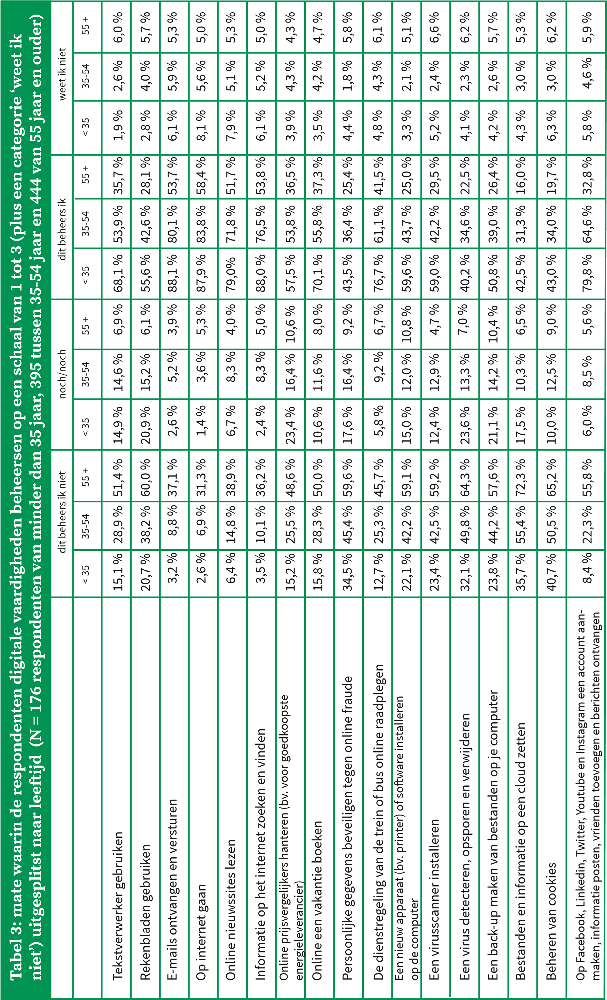 Tabel 3: mate waarin de respondenten digitale vaardigheden beheersen op een schaal van 1 tot 3 (plus een categorie ‘weet ik
niet’) uitgesplitst naar leeftijd (N = 176 respondenten van minder dan 35 jaar, 395 tussen 35-54 jaar en 444 van 55 jaar en ouder)
dit beheers ik niet noch/noch dit beheers ik weet ik niet
< 35 35-54 55 + < 35 35-54 55 + < 35 35-54 55 + < 35 35-54 55 +
Tekstverwerker gebruiken 15,1 % 28,9 % 51,4 % 14,9 % 14,6 % 6,9 % 68,1 % 53,9 % 35,7 % 1,9 % 2,6 % 6,0 %
Rekenbladen gebruiken 20,7 % 38,2 % 60,0 % 20,9 % 15,2 % 6,1 % 55,6 % 42,6 % 28,1 % 2,8 % 4,0 % 5,7 %
E-mails ontvangen en versturen 3,2 % 8,8 % 37,1 % 2,6 % 5,2 % 3,9 % 88,1 % 80,1 % 53,7 % 6,1 % 5,9 % 5,3 %
Op internet gaan 2,6 % 6,9 % 31,3 % 1,4 % 3,6 % 5,3 % 87,9 % 83,8 % 58,4 % 8,1 % 5,6 % 5,0 %
Online nieuwssites lezen 6,4 % 14,8 % 38,9 % 6,7 % 8,3 % 4,0 % 79,0% 71,8 % 51,7 % 7,9 % 5,1 % 5,3 %
Informatie op het internet zoeken en vinden 3,5 % 10,1 % 36,2 % 2,4 % 8,3 % 5,0 % 88,0 % 76,5 % 53,8 % 6,1 % 5,2 % 5,0 %
Online prijsvergelijkers hanteren (bv. voor goedkoopste
energieleverancier) 15,2 % 25,5 % 48,6 % 23,4 % 16,4 % 10,6 % 57,5 % 53,8 % 36,5 % 3,9 % 4,3 % 4,3 %
Online een vakantie boeken 15,8 % 28,3 % 50,0 % 10,6 % 11,6 % 8,0 % 70,1 % 55,8 % 37,3 % 3,5 % 4,2 % 4,7 %
Persoonlijke gegevens beveiligen tegen online fraude 34,5 % 45,4 % 59,6 % 17,6 % 16,4 % 9,2 % 43,5 % 36,4 % 25,4 % 4,4 % 1,8 % 5,8 %
De dienstregeling van de trein of bus online raadplegen 12,7 % 25,3 % 45,7 % 5,8 % 9,2 % 6,7 % 76,7 % 61,1 % 41,5 % 4,8 % 4,3 % 6,1 %
Een nieuw apparaat (bv. printer) of software installeren
op de computer 22,1 % 42,2 % 59,1 % 15,0 % 12,0 % 10,8 % 59,6 % 43,7 % 25,0 % 3,3 % 2,1 % 5,1 %
Een virusscanner installeren 23,4 % 42,5 % 59,2 % 12,4 % 12,9 % 4,7 % 59,0 % 42,2 % 29,5 % 5,2 % 2,4 % 6,6 %
Een virus detecteren, opsporen en verwijderen 32,1 % 49,8 % 64,3 % 23,6 % 13,3 % 7,0 % 40,2 % 34,6 % 22,5 % 4,1 % 2,3 % 6,2 %
Een back-up maken van bestanden op je computer 23,8 % 44,2 % 57,6 % 21,1 % 14,2 % 10,4 % 50,8 % 39,0 % 26,4 % 4,2 % 2,6 % 5,7 %
Bestanden en informatie op een cloud zetten 35,7 % 55,4 % 72,3 % 17,5 % 10,3 % 6,5 % 42,5 % 31,3 % 16,0 % 4,3 % 3,0 % 5,3 %
Beheren van cookies 40,7 % 50,5 % 65,2 % 10,0 % 12,5 % 9,0 % 43,0 % 34,0 % 19,7 % 6,3 % 3,0 % 6,2 %
Op Facebook, Linkedin, Twitter, Youtube en Instagram een account aan-
maken, informatie posten, vrienden toevoegen en berichten ontvangen 8,4 % 22,3 % 55,8 % 6,0 % 8,5 % 5,6 % 79,8 % 64,6 % 32,8 % 5,8 % 4,6 % 5,9 %